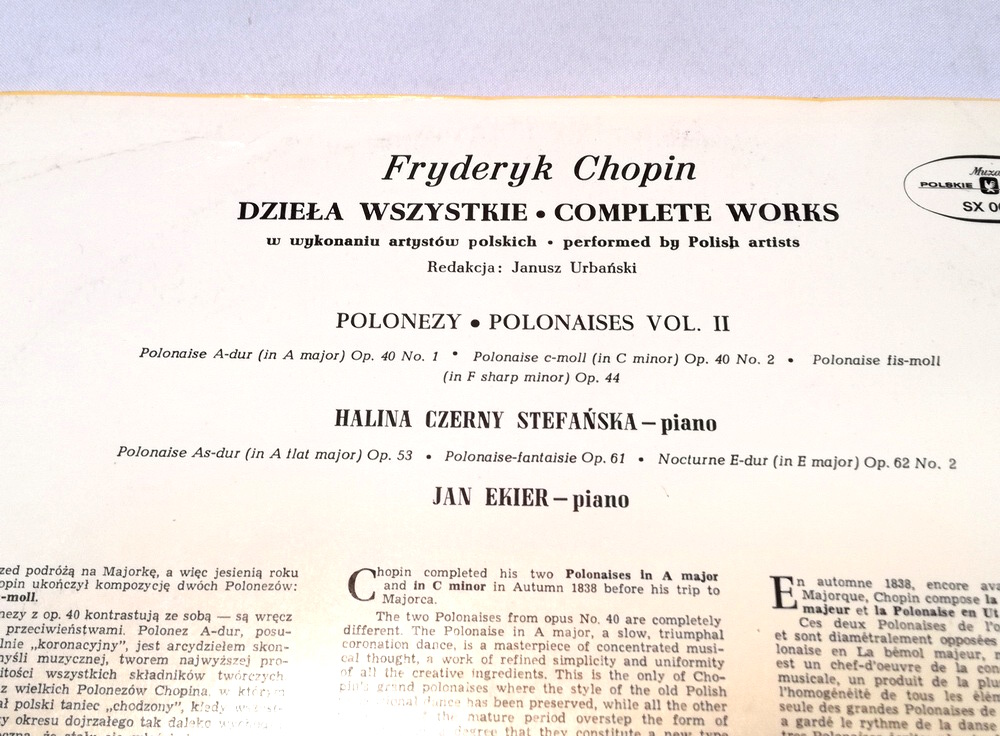 Fryderyk Chopin
DZIEŁA WSZYSTKIE • COMPLETE WORKS
w wykonaniu artystów polskich • performed by Polish artists
Redakcja: Janusz Urbański
POLSKIE
SX 00
POLONEZY • POLONAISES VOL. II
Polonaise A-dur (in A major) Op. 40 No. 1 • Polonaise c-moll (in C minor) Op. 40 No. 2 • Polonaise fis-moll
(in F sharp minor) Op. 44
HALINA CZERNY STEFAŃSKA — piano
Polonaise As-dur (in A flat major) Op. 53 • Polonaise-fantaisie Op. 61 • Nocturne E-dur (in E major) Op. 62 No. 2
JAN EKIER — piano
zed podróżą na Majorkę, a więc jesienią roku
opin ukończył kompozycję dwóch Polonezów:
-moll.
nezy z op. 40 kontrastują ze sobą — są wręcz
przeciwieństwami. Polonez A-dur, posu-
lnie „koronacyjny”, jest arcydziełem skon-
myśli muzycznej, tworem najwyższej pro-
itości wszystkich składników twórczych
z wielkich Polonezów Chopina, w którym
ał polski taniec „chodzony”, kiedy
zy okresu dojrzałego tak daleko
Chopin completed his two Polonaises in A major
and in C minor in Autumn 1838 before his trip to
Majorca.
The two Polonaises from opus No. 40 are completely
different. The Polonaise in A major, a slow, triumphal
coronation dance, is a masterpiece of concentrated musi-
cal thought, a work of refined simplicity and uniformity
of all the creative ingredients. This is the only of Cho-
pin's grand polonaises where the style of the old Polish
dance has been preserved, while all the other
the mature period overstep the form of
degree that they constitute a new type
En automne 1838, encore ava
Majorque, Chopin compose la
majeur et la Polonaise en Ut
Ces deux Polonaises de l'o
et sont diamétralement opposées
lonaise en La bémol majeur, m
est un chef-d'oeuvre de la con
musicale, un produit de la plu
l'homogénéité de tous les élém
seule des grandes Polonaises de
a gardé le rythme de la danse